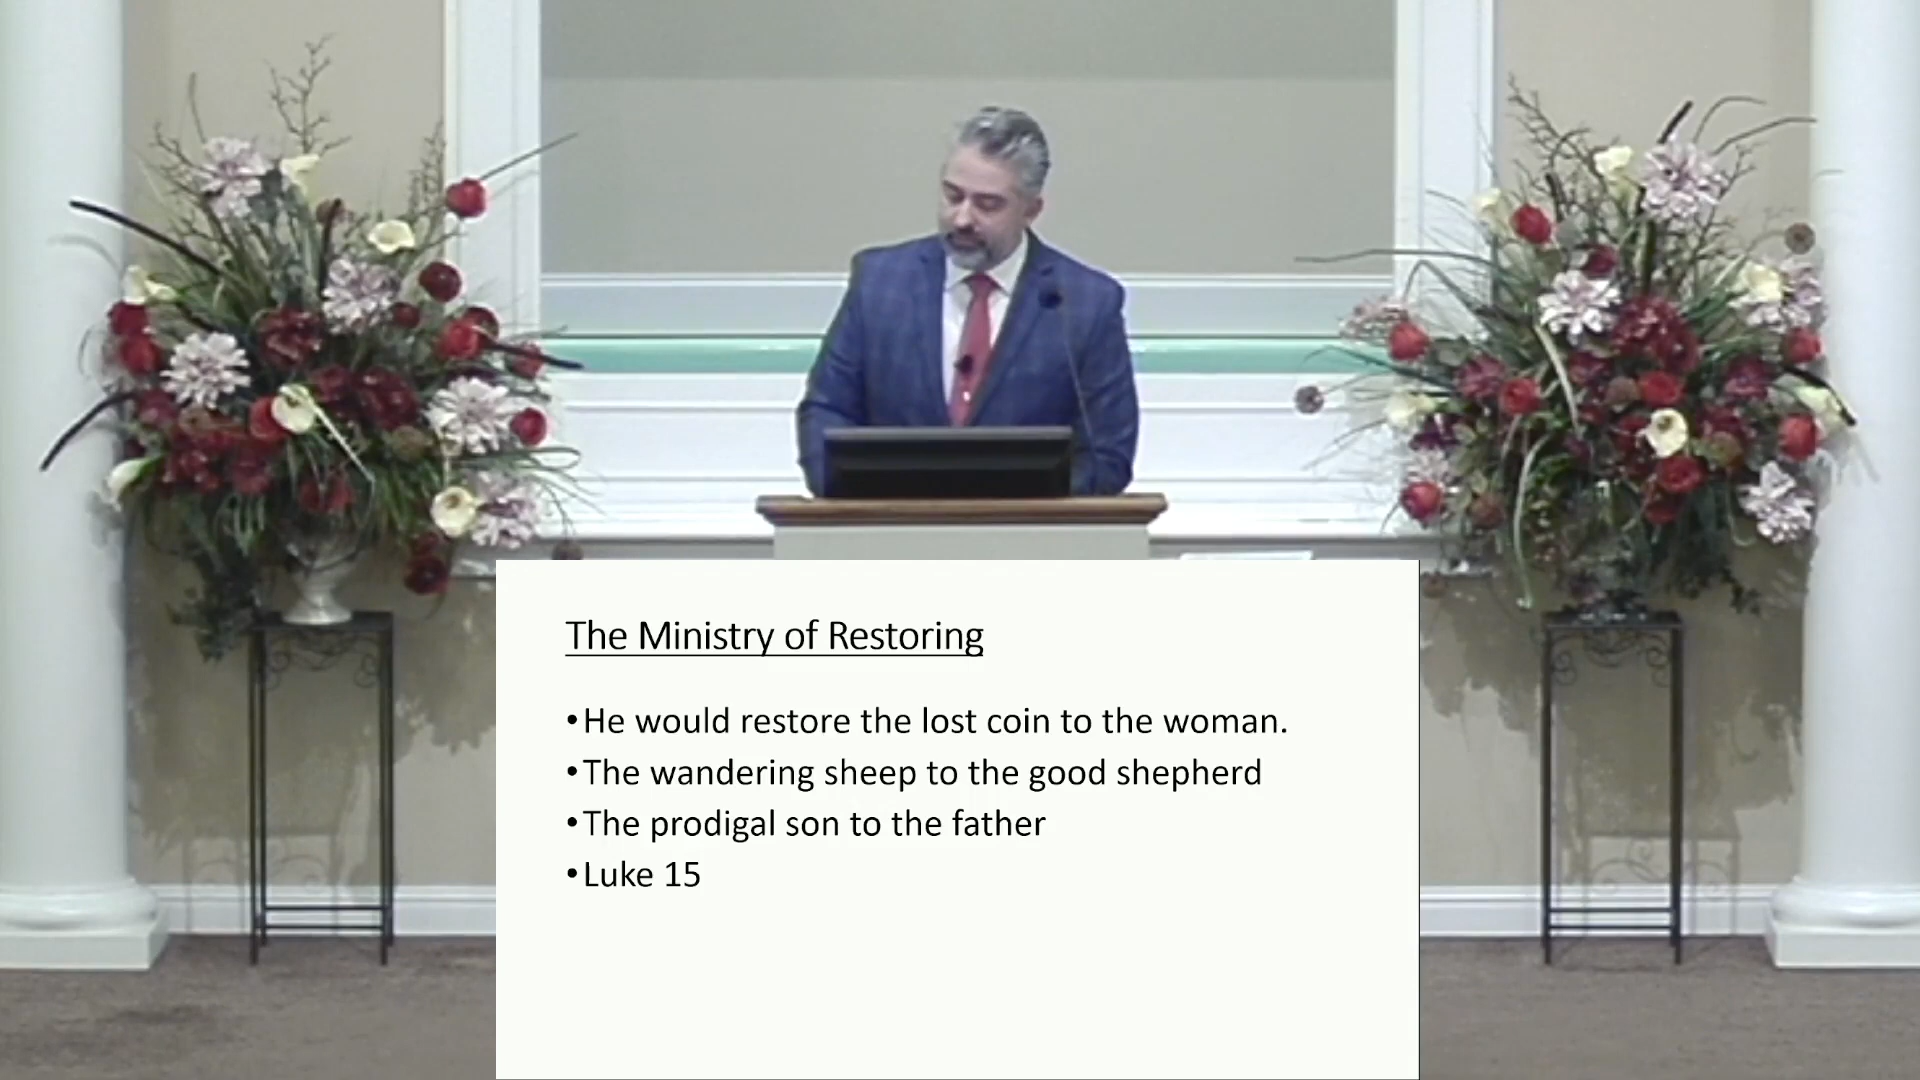 The Ministry of Restoring
•He would restore the lost coin to the woman.
•The wandering sheep to the good shepherd
•The prodigal son to the father
•Luke 15